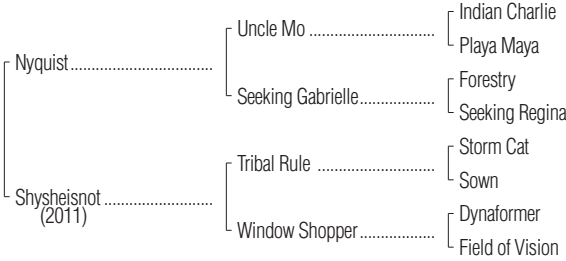 Indian Charlie
Uncle Mo
Playa Maya
Nyquist
Forestry
Seeking Gabrielle
Seeking Regina
Storm Cat
Tribal Rule
Sown
Shysheisnot
(2011)
Dynaformer
Window Shopper
Field of Vision